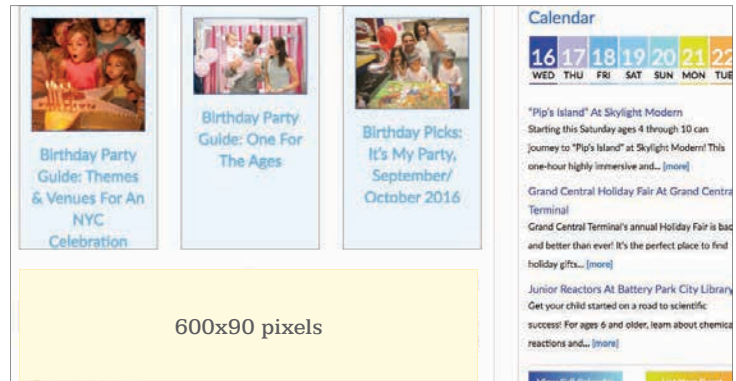 Birthday Party
Guide: Themes
& Venues For An
NYC
Celebration
Birthday Party
Guide: One For
The Ages
Birthday Picks:
It's My Party,
September/
October 2016
600x90 pixels
Calendar
16 17 18 19 20 21 22
WED THU FRI SAT SUN MON TUE
"Pip's Island" At Skylight Modern
Starting this Saturday ages 4 through 10 can
journey to "Pip's Island" at Skylight Modern! This
one-hour highly immersive and... [more]
Grand Central Holiday Fair At Grand Centra
Terminal
Grand Central Terminal's annual Holiday Fair is bac
and better than ever! It's the perfect place to find
holiday gifts... [more]
Junior Reactors At Battery Park City Library
Get your child started on a road to scientific
success! For ages 6 and older, learn about chemica
reactions and... [more]